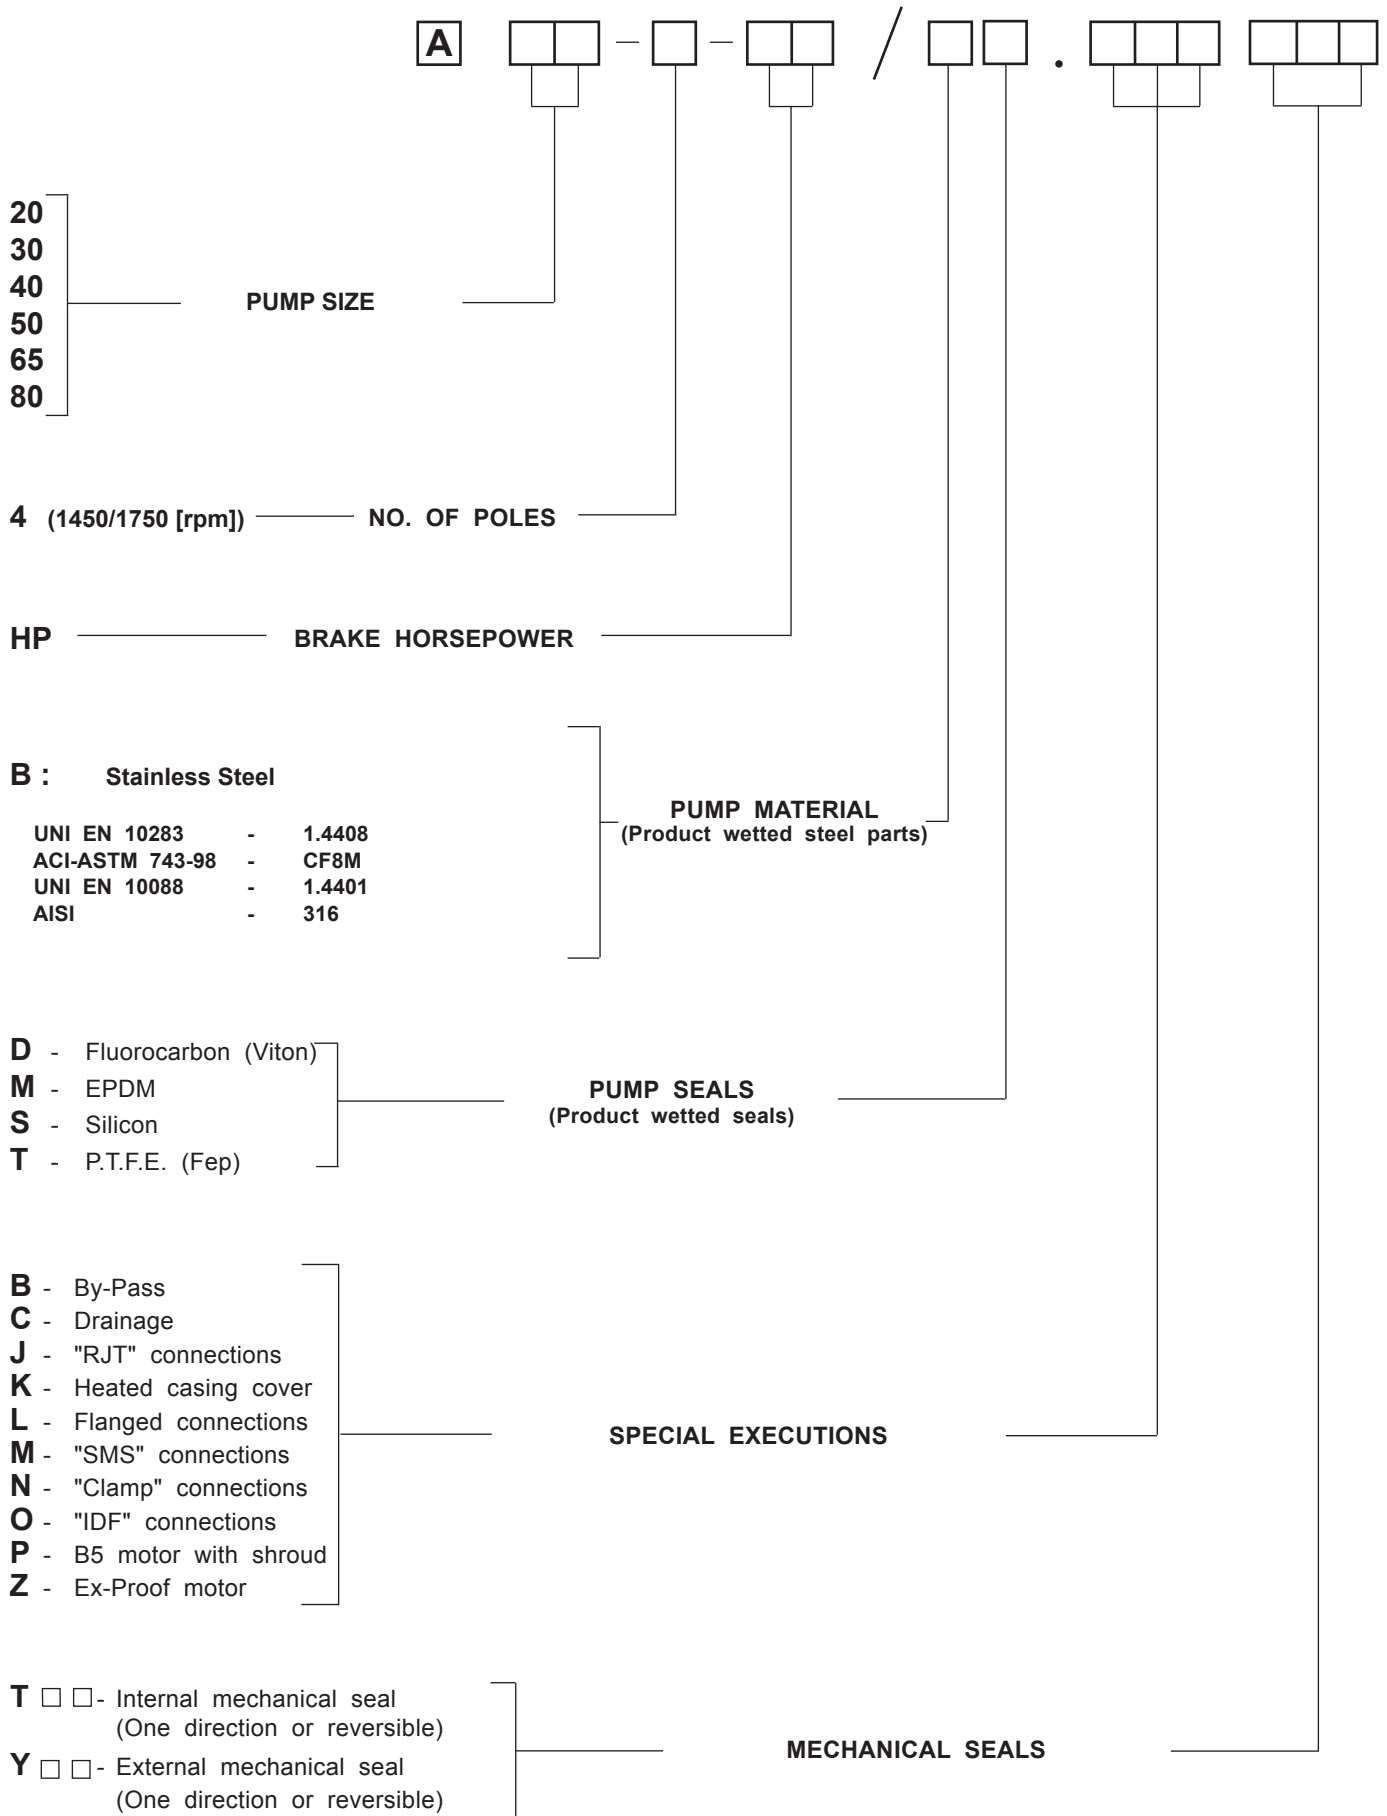 A - - / .
20
30
40
50
65
80
PUMP SIZE
4 (1450/1750 [rpm]) NO. OF POLES
HP BRAKE HORSEPOWER
B : Stainless Steel
UNI EN 10283 - 1.4408
ACI-ASTM 743-98 - CF8M
UNI EN 10088 - 1.4401
AISI - 316
PUMP MATERIAL
(Product wetted steel parts)
D - Fluorocarbon (Viton)
M - EPDM
S - Silicon
T - P.T.F.E. (Fep)
PUMP SEALS
(Product wetted seals)
B - By-Pass
C - Drainage
J - "RJT" connections
K - Heated casing cover
L - Flanged connections
M - "SMS" connections
N - "Clamp" connections
O - "IDF" connections
P - B5 motor with shroud
Z - Ex-Proof motor
SPECIAL EXECUTIONS
T □ □ - Internal mechanical seal
(One direction or reversible)
Y □ □ - External mechanical seal
(One direction or reversible)
MECHANICAL SEALS